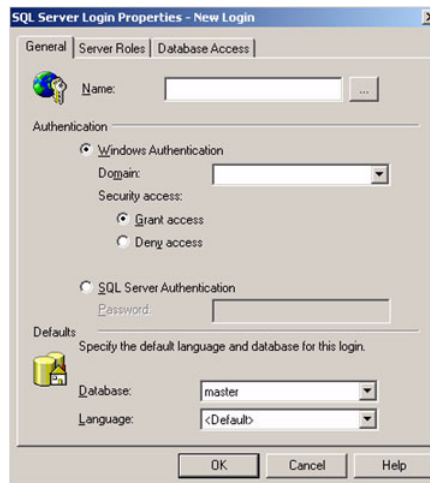 SQL Server Login Properties - New Login
General
Server Roles
Database Access
Name:
...
Authentication
Windows Authentication
Domain:
Security access:
Grant access
Deny access
SQL Server Authentication
Password:
Defaults
Specify the default language and database for this login.
Database:
master
Language:
<Default>
OK
Cancel
Help